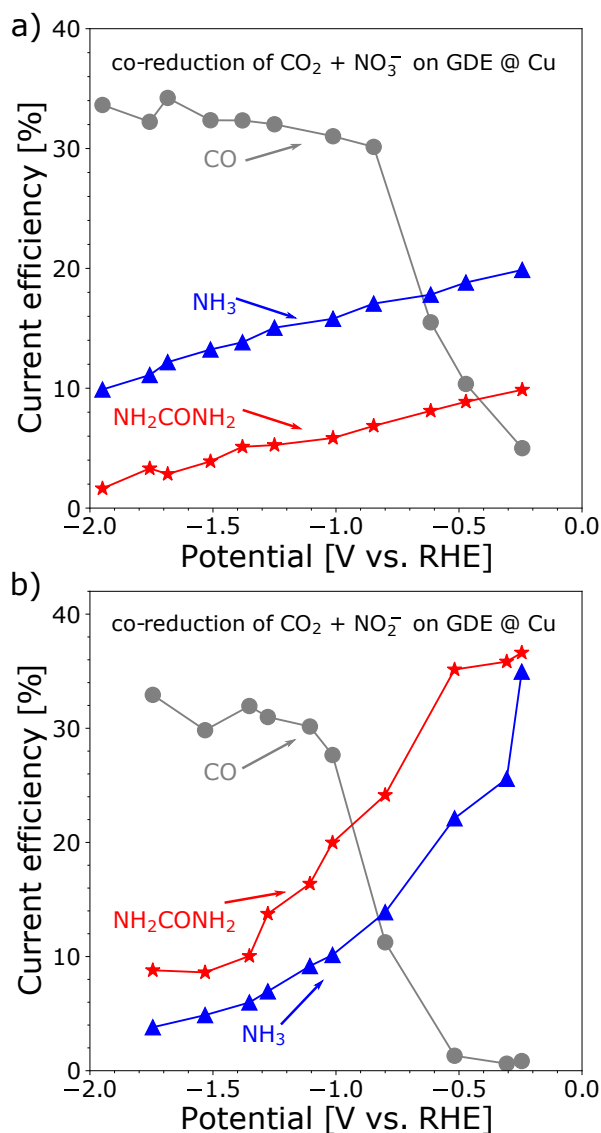 a)
40
co-reduction of CO₂ + NO₃⁻ on GDE @ Cu
30
CO
20
NH₃
10
NH₂CONH₂
0
Current efficiency [%]
−2.0 −1.5 −1.0 −0.5 0.0
Potential [V vs. RHE]
b)
40
co-reduction of CO₂ + NO₂⁻ on GDE @ Cu
30
CO
20
NH₂CONH₂
10
NH₃
0
Current efficiency [%]
−2.0 −1.5 −1.0 −0.5 0.0
Potential [V vs. RHE]